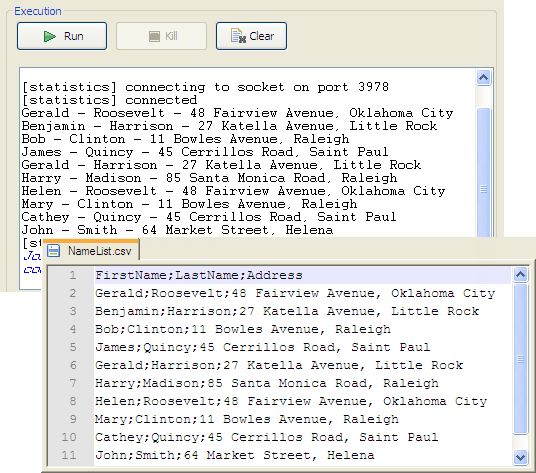 Execution
Run Kill Clear
[statistics] connecting to socket on port 3978
[statistics] connected
Gerald - Roosevelt - 48 Fairview Avenue, Oklahoma City
Benjamin - Harrison - 27 Katella Avenue, Little Rock
Bob - Clinton - 11 Bowles Avenue, Raleigh
James - Quincy - 45 Cerrillos Road, Saint Paul
Gerald - Harrison - 27 Katella Avenue, Little Rock
Harry - Madison - 85 Santa Monica Road, Raleigh
Helen - Roosevelt - 48 Fairview Avenue, Oklahoma City
Mary - Clinton - 11 Bowles Avenue, Raleigh
Cathey - Quincy - 45 Cerrillos Road, Saint Paul
John - Smith - 64 Market Street, Helena
[st
NameList.csv
1 FirstName;LastName;Address
2 Gerald;Roosevelt;48 Fairview Avenue, Oklahoma City
3 Benjamin;Harrison;27 Katella Avenue, Little Rock
4 Bob;Clinton;11 Bowles Avenue, Raleigh
5 James;Quincy;45 Cerrillos Road, Saint Paul
6 Gerald;Harrison;27 Katella Avenue, Little Rock
7 Harry;Madison;85 Santa Monica Road, Raleigh
8 Helen;Roosevelt;48 Fairview Avenue, Oklahoma City
9 Mary;Clinton;11 Bowles Avenue, Raleigh
10 Cathey;Quincy;45 Cerrillos Road, Saint Paul
11 John;Smith;64 Market Street, Helena